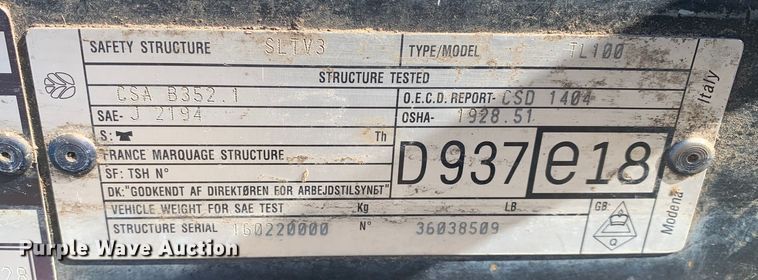 SAFETY STRUCTURE SLTV3 TYPE/MODEL TL100
STRUCTURE TESTED
CSA B352.1 O.E.C.D. REPORT- CSD 1404
SAE- J 2194 OSHA- 1928.51
S: Th
FRANCE MARQUAGE STRUCTURE D937 e18
SF: TSH N°
DK: "GODKENDT AF DIREKTØREN FOR ARBEJDSTILSYNET"
VEHICLE WEIGHT FOR SAE TEST Kg LB GB:
STRUCTURE SERIAL 160220000 N° 36038509 Q
Modena Italy
Purple Wave Auction
28